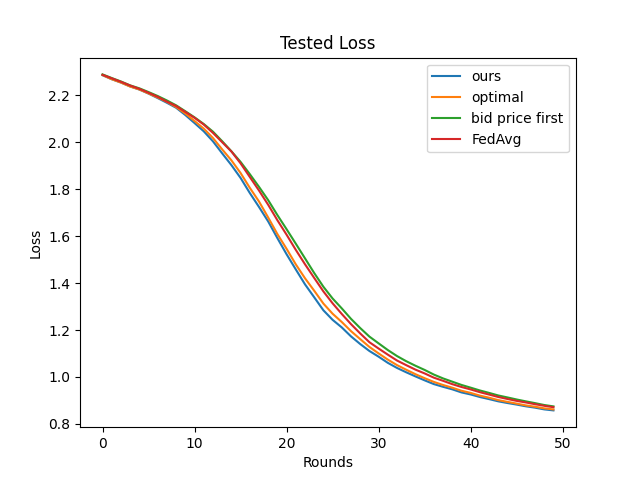 Tested Loss
ours
optimal
bid price first
FedAvg
Loss
2.2
2.0
1.8
1.6
1.4
1.2
1.0
0.8
0 10 20 30 40 50
Rounds